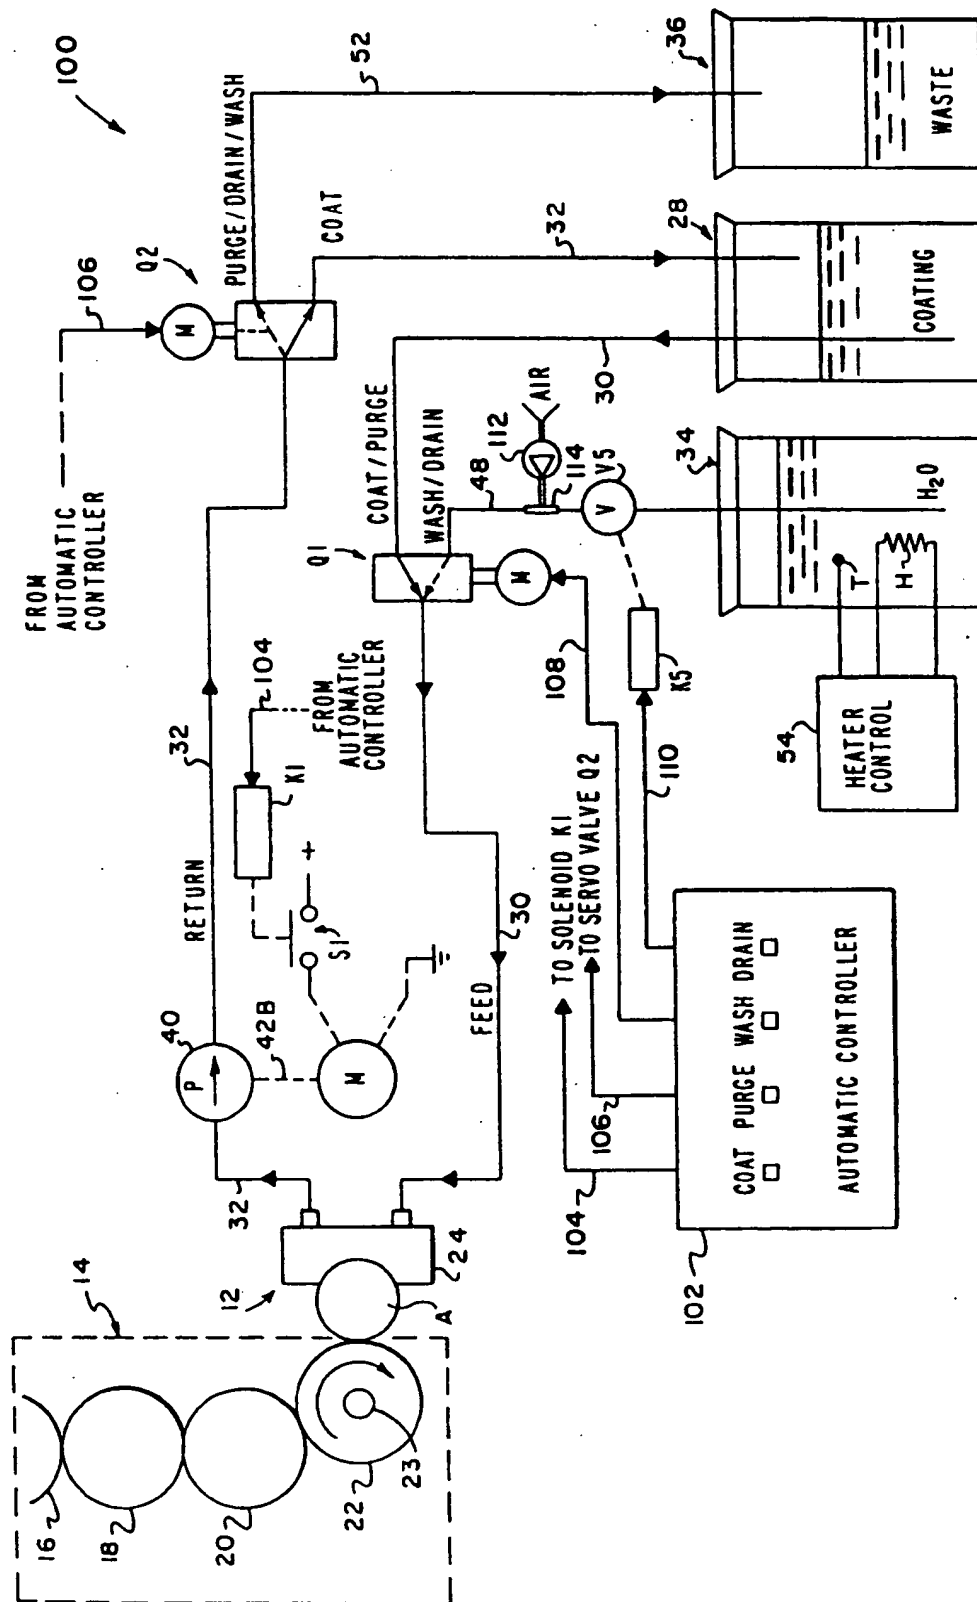 100
FROM
AUTOMATIC
CONTROLLER
106
Q2
M
PURGE/DRAIN/WASH
52
COAT
32
36
WASTE
28
COATING
34
H₂O
T
H
54
HEATER
CONTROL
30
COAT/PURGE
WASH/DRAIN
AIR
112
114
48
V5
V
Q1
M
108
K5
110
32
RETURN
K1
104
FROM
AUTOMATIC
CONTROLLER
S1
+
40
P
42B
M
30
FEED
32
24
12
A
14
16
18
20
22
23
TO SOLENOID K1
TO SERVO VALVE Q2
106
104
102
COAT PURGE WASH DRAIN
AUTOMATIC CONTROLLER